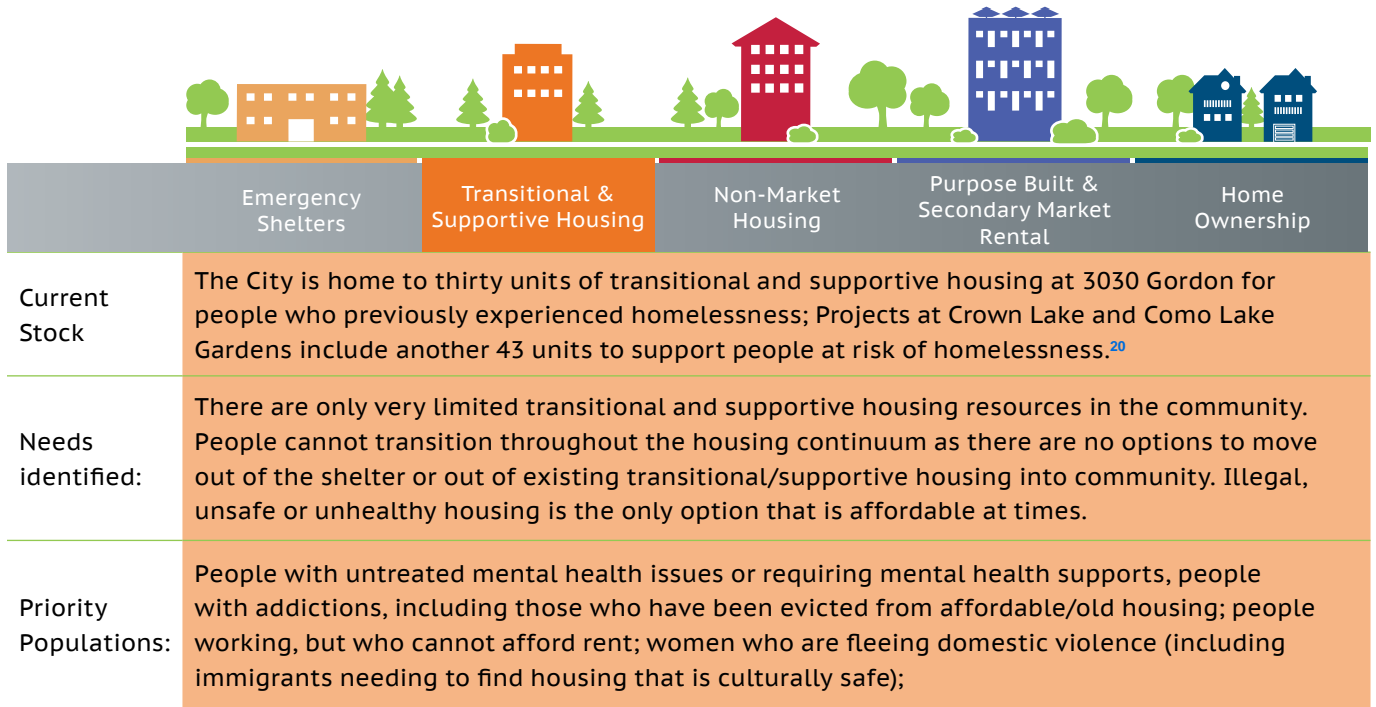 Emergency
Shelters
Transitional &
Supportive Housing
Non-Market
Housing
Purpose Built &
Secondary Market
Rental
Home
Ownership
Current
Stock
The City is home to thirty units of transitional and supportive housing at 3030 Gordon for
people who previously experienced homelessness; Projects at Crown Lake and Como Lake
Gardens include another 43 units to support people at risk of homelessness.20
Needs
identified:
There are only very limited transitional and supportive housing resources in the community.
People cannot transition throughout the housing continuum as there are no options to move
out of the shelter or out of existing transitional/supportive housing into community. Illegal,
unsafe or unhealthy housing is the only option that is affordable at times.
Priority
Populations:
People with untreated mental health issues or requiring mental health supports, people
with addictions, including those who have been evicted from affordable/old housing; people
working, but who cannot afford rent; women who are fleeing domestic violence (including
immigrants needing to find housing that is culturally safe);